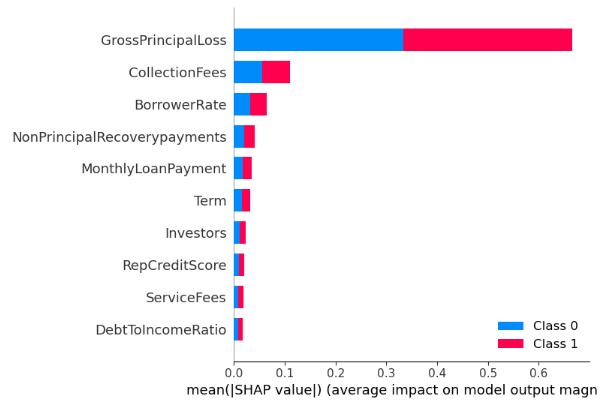 GrossPrincipalLoss
CollectionFees
BorrowerRate
NonPrincipalRecoverypayments
MonthlyLoanPayment
Term
Investors
RepCreditScore
ServiceFees
DebtToIncomeRatio
Class 0
Class 1
0.0 0.1 0.2 0.3 0.4 0.5 0.6
mean(|SHAP value|) (average impact on model output magn